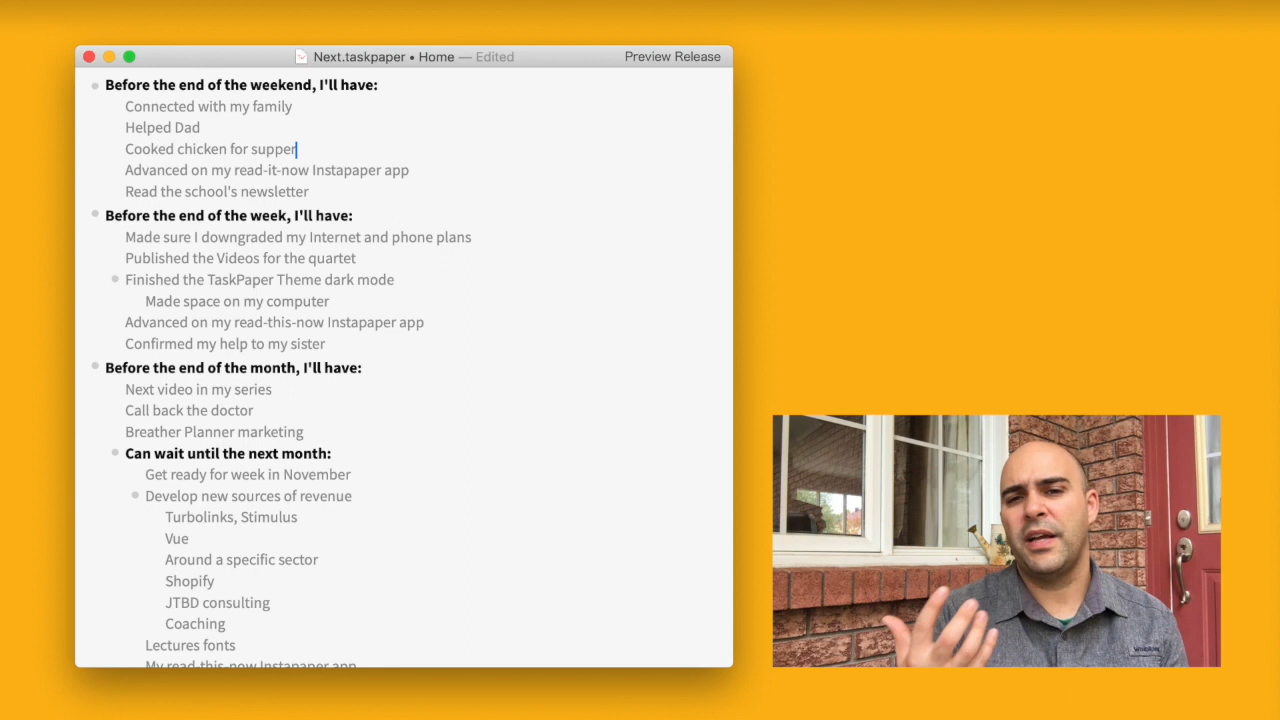 Next.taskpaper • Home — Edited
Preview Release
Before the end of the weekend, I'll have:
Connected with my family
Helped Dad
Cooked chicken for supper
Advanced on my read-it-now Instapaper app
Read the school's newsletter
Before the end of the week, I'll have:
Made sure I downgraded my Internet and phone plans
Published the Videos for the quartet
Finished the TaskPaper Theme dark mode
Made space on my computer
Advanced on my read-this-now Instapaper app
Confirmed my help to my sister
Before the end of the month, I'll have:
Next video in my series
Call back the doctor
Breather Planner marketing
Can wait until the next month:
Get ready for week in November
Develop new sources of revenue
Turbolinks, Stimulus
Vue
Around a specific sector
Shopify
JTBD consulting
Coaching
Lectures fonts
My read-this-now Instapaper app